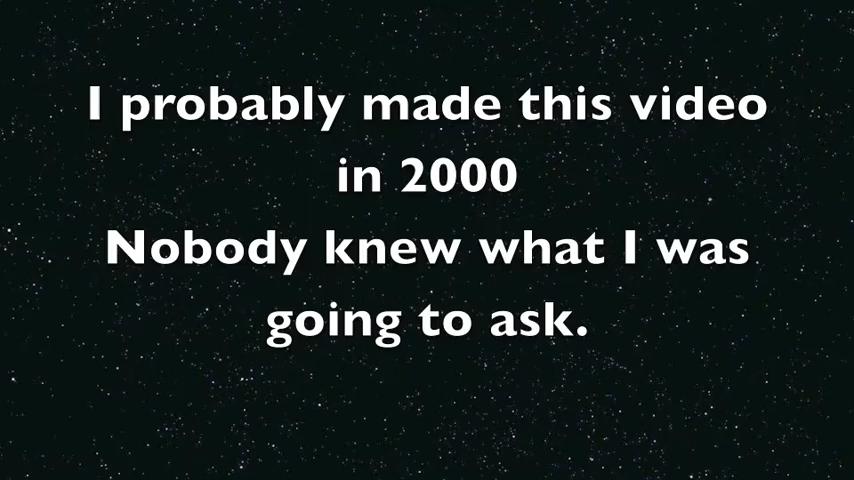 I probably made this video
in 2000
Nobody knew what I was
going to ask.